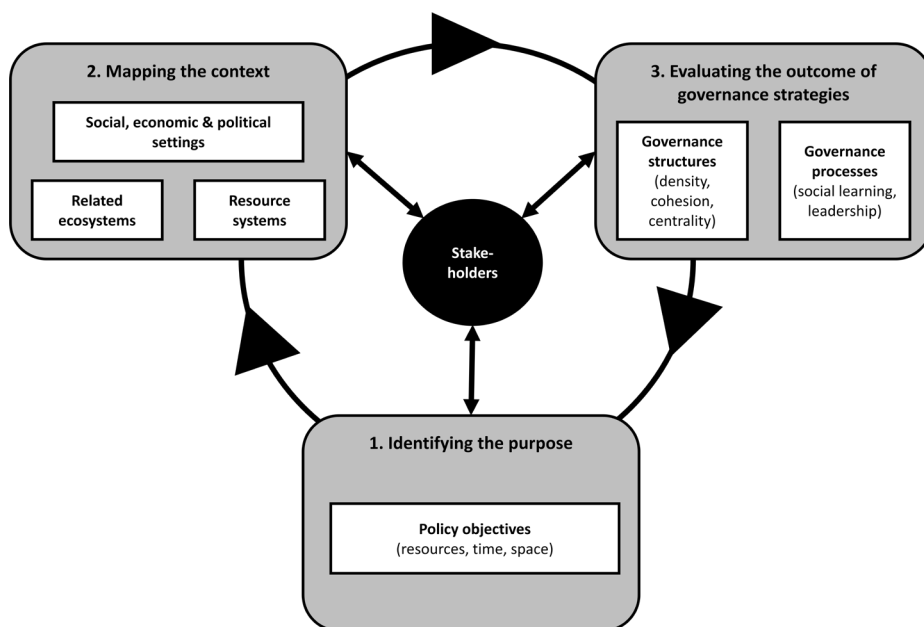 2. Mapping the context
Social, economic & political
settings
Related
ecosystems
Resource
systems
3. Evaluating the outcome of
governance strategies
Governance
structures
(density,
cohesion,
centrality)
Governance
processes
(social learning,
leadership)
Stake-
holders
1. Identifying the purpose
Policy objectives
(resources, time, space)